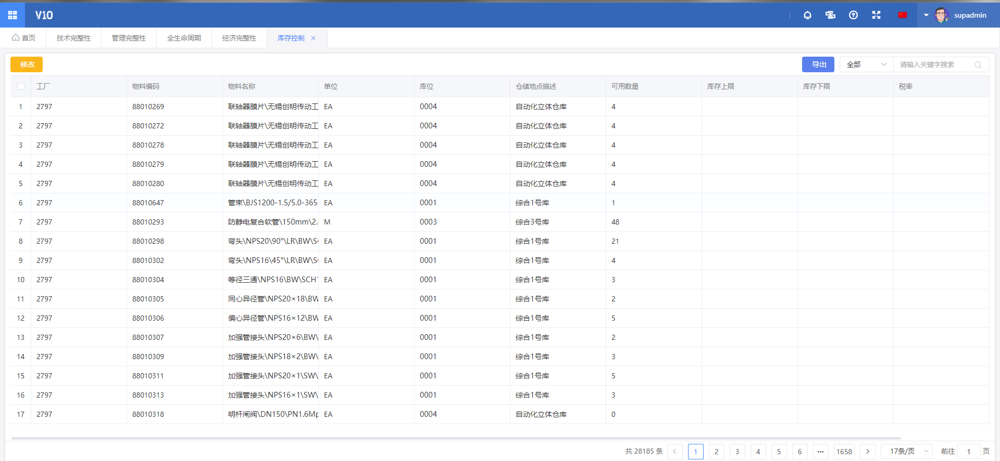 V10
supadmin
首页 技术完整性 管理完整性 全生命周期 经济完整性 库存控制
修改 导出 全部 请输入关键字搜索
工厂 物料编码 物料名称 单位 库位 仓储地点描述 可用数量 库存上限 库存下限 税率
1 2797 88010269 联轴器膜片\无锡创明传动工 EA 0004 自动化立体仓库 4
2 2797 88010272 联轴器膜片\无锡创明传动工 EA 0004 自动化立体仓库 4
3 2797 88010278 联轴器膜片\无锡创明传动工 EA 0004 自动化立体仓库 4
4 2797 88010279 联轴器膜片\无锡创明传动工 EA 0004 自动化立体仓库 4
5 2797 88010280 联轴器膜片\无锡创明传动工 EA 0004 自动化立体仓库 4
6 2797 88010647 管束\BJS1200-1.5/5.0-365- EA 0001 综合1号库 1
7 2797 88010293 防静电复合软管\150mm\2. M 0003 综合3号库 48
8 2797 88010298 弯头\NPS20\90°\LR\BW\S EA 0001 综合1号库 21
9 2797 88010302 弯头\NPS16\45°\LR\BW\S EA 0001 综合1号库 4
10 2797 88010304 等径三通\NPS16\BW\SCH1 EA 0001 综合1号库 3
11 2797 88010305 同心异径管\NPS20×18\BW EA 0001 综合1号库 2
12 2797 88010306 偏心异径管\NPS16×12\BW EA 0001 综合1号库 5
13 2797 88010307 加强管接头\NPS20×6\BW\ EA 0001 综合1号库 2
14 2797 88010309 加强管接头\NPS18×2\BW\ EA 0001 综合1号库 3
15 2797 88010311 加强管接头\NPS20×1\SW\ EA 0001 综合1号库 5
16 2797 88010313 加强管接头\NPS16×1\SW\ EA 0001 综合1号库 3
17 2797 88010318 明杆闸阀\DN150\PN1.6Mp EA 0004 自动化立体仓库 0
共 28185 条 1 2 3 4 5 6 ••• 1658 17条/页 前往 1 页